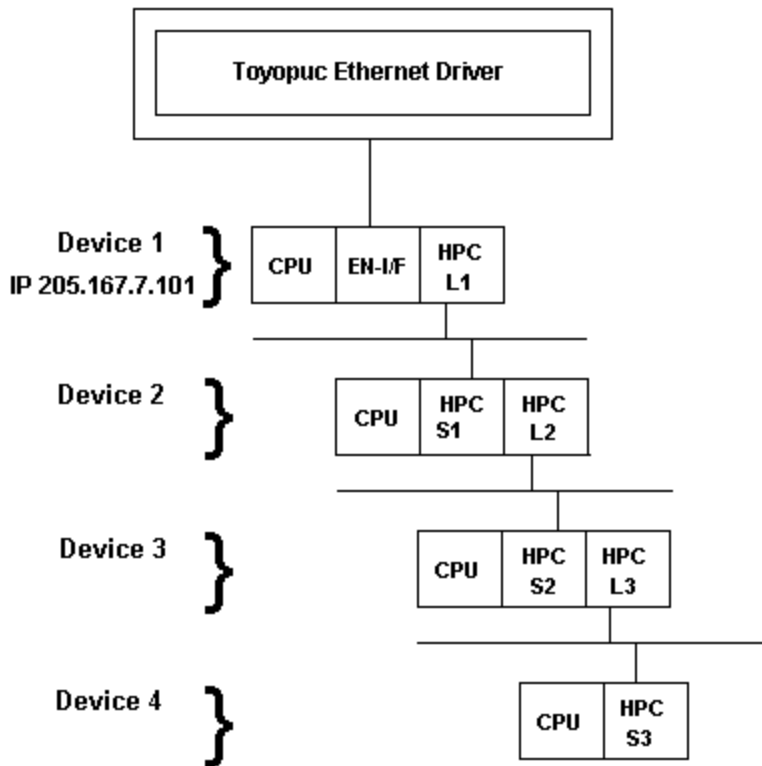 Toyopuc Ethernet Driver
Device 1
IP 205.167.7.101
CPU
EN-I/F
HPC
L1
Device 2
CPU
HPC
S1
HPC
L2
Device 3
CPU
HPC
S2
HPC
L3
Device 4
CPU
HPC
S3